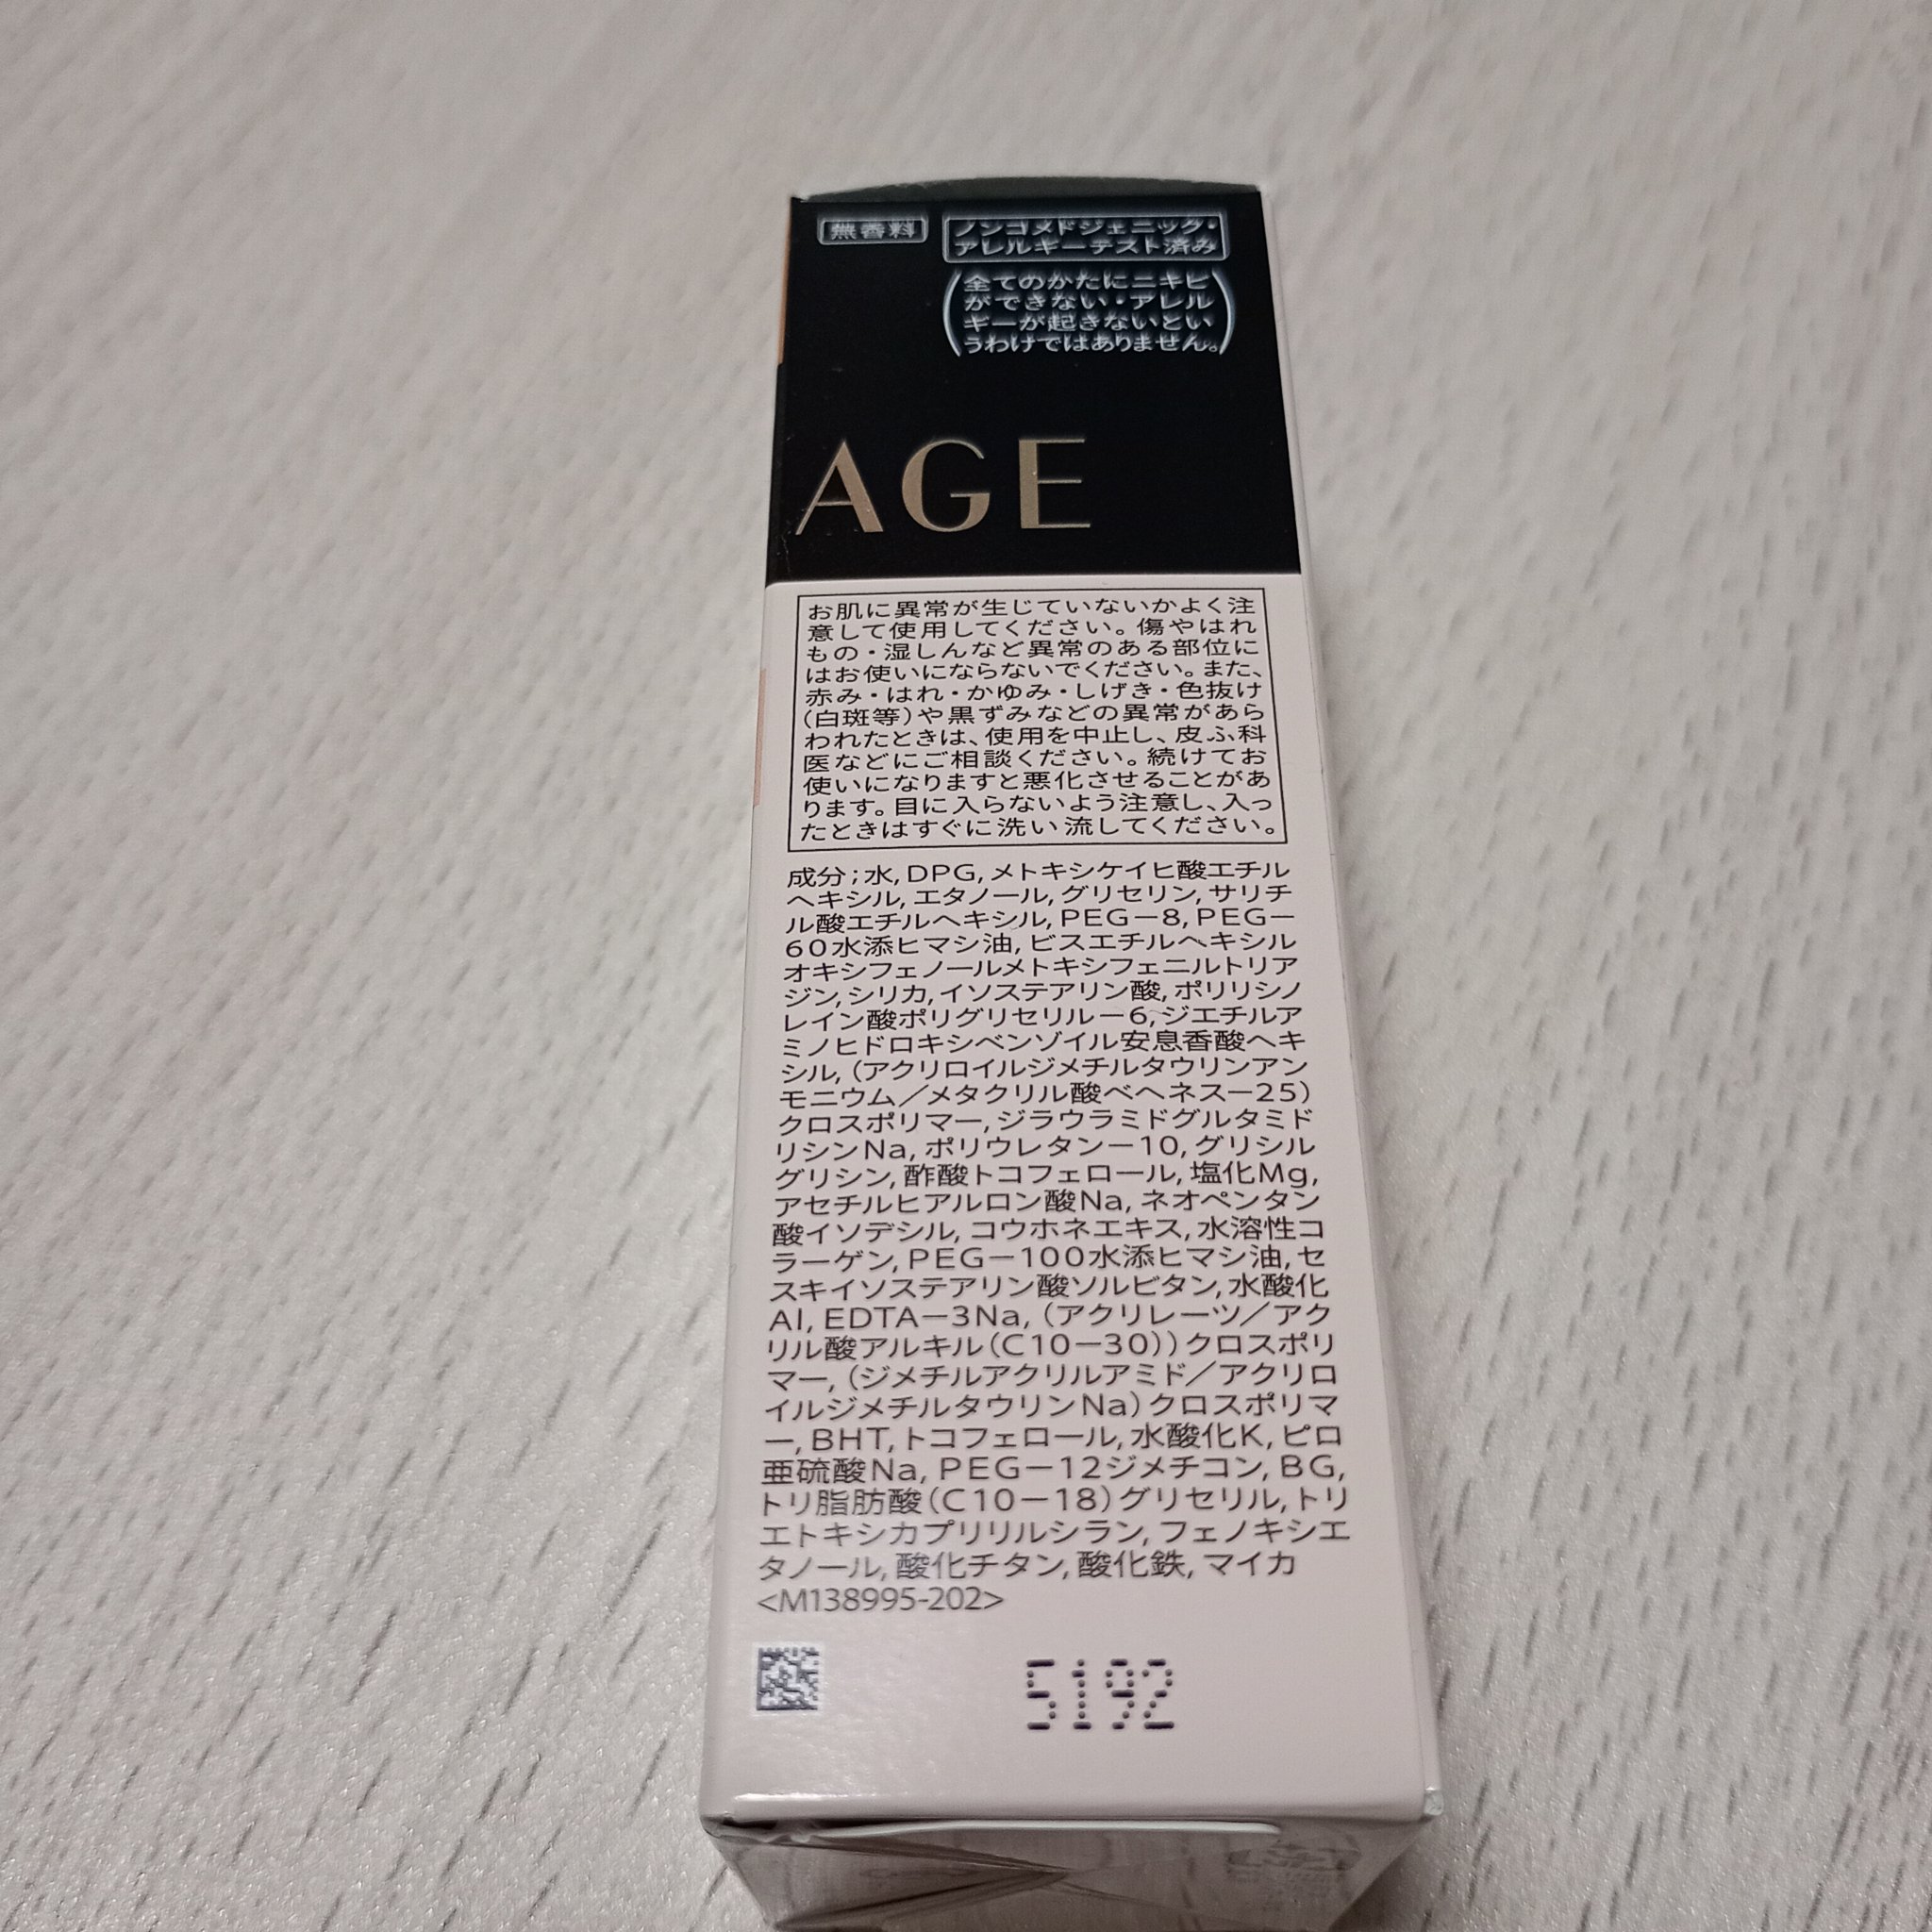 無香料
ノンコメドジェニック・
アレルギーテスト済み
(全てのかたにニキビ
ができない・アレル
ギーが起きないとい
うわけではありません。)
AGE
お肌に異常が生じていないかよく注
意して使用してください。傷やはれ
もの・湿しんなど異常のある部位に
はお使いにならないでください。また、
赤み・はれ・かゆみ・しげき・色抜け
(白斑等)や黒ずみなどの異常があら
われたときは、使用を中止し、皮ふ科
医などにご相談ください。続けてお
使いになりますと悪化させることがあ
ります。目に入らないよう注意し、入っ
たときはすぐに洗い流してください。
成分;水, DPG, メトキシケイヒ酸エチル
ヘキシル, エタノール, グリセリン, サリチ
ル酸エチルヘキシル, PEG－8, PEG－
60水添ヒマシ油, ビスエチルヘキシル
オキシフェノールメトキシフェニルトリア
ジン, シリカ, イソステアリン酸, ポリリシノ
レイン酸ポリグリセリル－6, ジエチルア
ミノヒドロキシベンゾイル安息香酸ヘキ
シル, (アクリロイルジメチルタウリンアン
モニウム／メタクリル酸ベヘネス－25)
クロスポリマー, ジラウラミドグルタミド
リシンNa, ポリウレタン－10, グリシル
グリシン, 酢酸トコフェロール, 塩化Mg,
アセチルヒアルロン酸Na, ネオペンタン
酸イソデシル, コウホネエキス, 水溶性コ
ラーゲン, PEG－100水添ヒマシ油, セ
スキイソステアリン酸ソルビタン, 水酸化
Al, EDTA－3Na, (アクリレーツ／アク
リル酸アルキル(C10－30))クロスポリ
マー, (ジメチルアクリルアミド／アクリロ
イルジメチルタウリンNa)クロスポリマ
ー, BHT, トコフェロール, 水酸化K, ピロ
亜硫酸Na, PEG－12ジメチコン, BG,
トリ脂肪酸(C10－18)グリセリル, トリ
エトキシカプリリルシラン, フェノキシエ
タノール, 酸化チタン, 酸化鉄, マイカ
<M138995-202>
5192